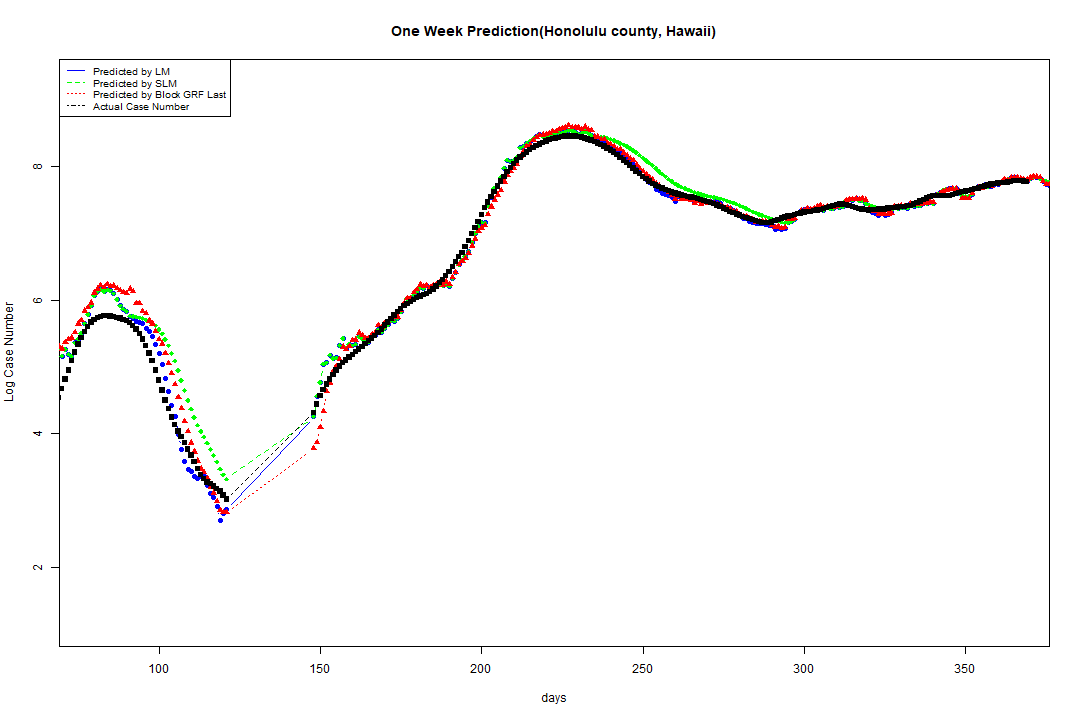 One Week Prediction(Honolulu county, Hawaii)
Predicted by LM
Predicted by SLM
Predicted by Block GRF Last
Actual Case Number
8
6
4
2
Log Case Number
100 150 200 250 300 350
days